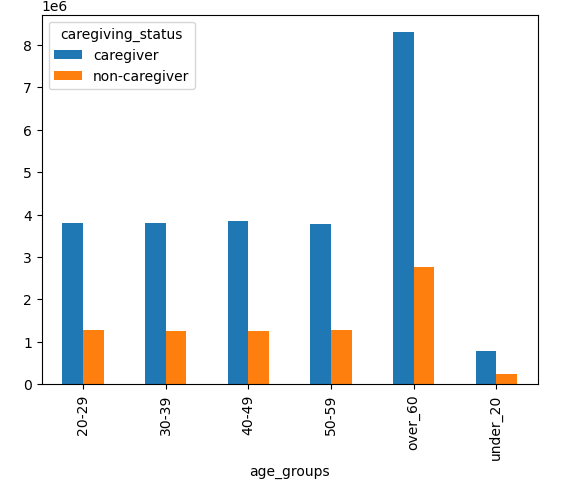 1e6
caregiving_status
caregiver
non-caregiver
8
7
6
5
4
3
2
1
0
20-29
30-39
40-49
50-59
over_60
under_20
age_groups